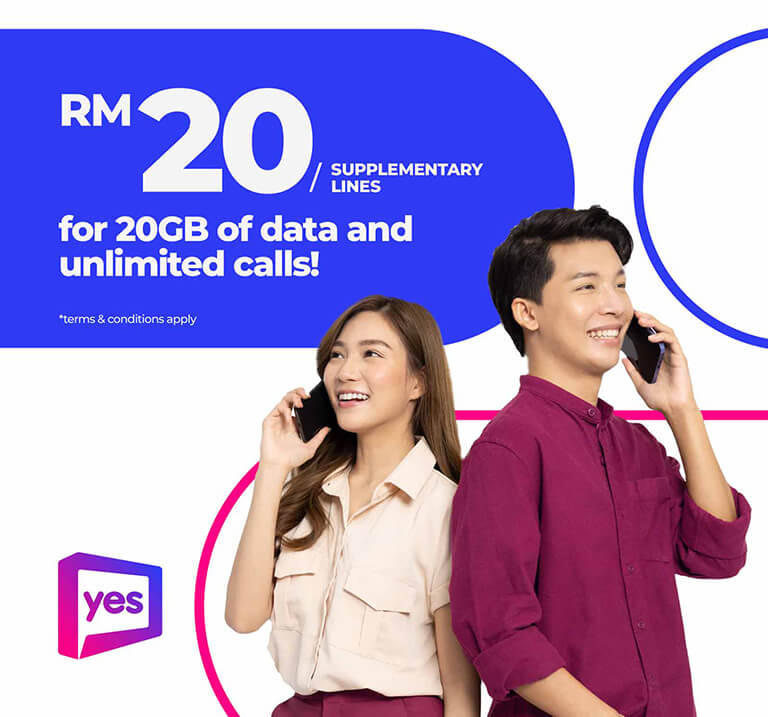 RM 20 / SUPPLEMENTARY
LINES
for 20GB of data and
unlimited calls!
*terms & conditions apply
yes